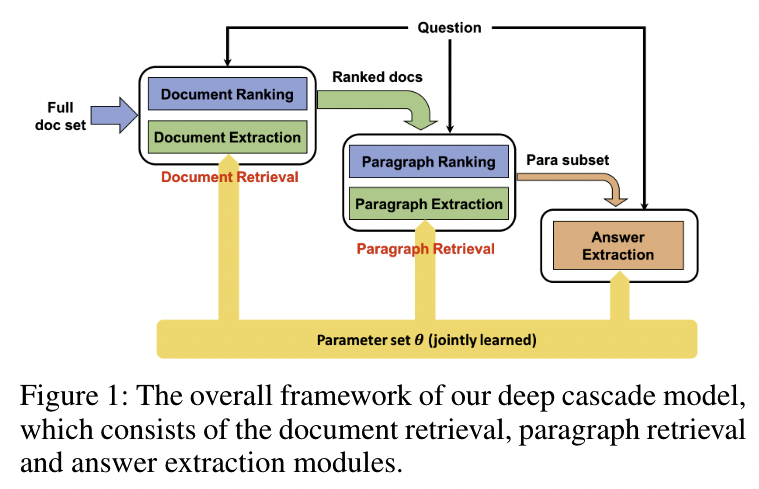 Question
Full
doc set
Document Ranking
Document Extraction
Document Retrieval
Ranked docs
Paragraph Ranking
Paragraph Extraction
Paragraph Retrieval
Para subset
Answer
Extraction
Parameter set θ (jointly learned)
Figure 1: The overall framework of our deep cascade model,
which consists of the document retrieval, paragraph retrieval
and answer extraction modules.